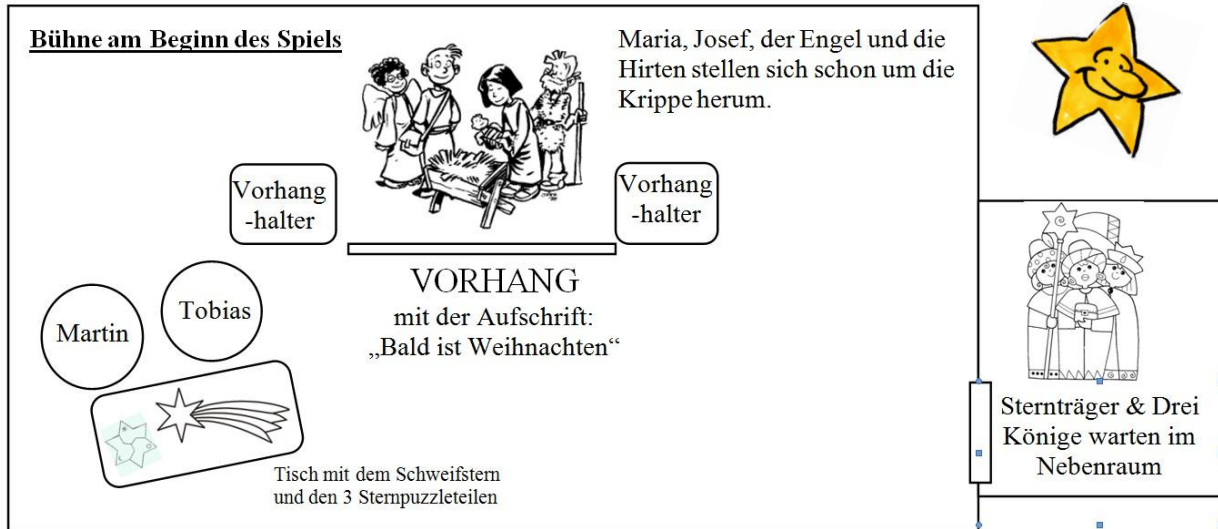 Bühne am Beginn des Spiels
Maria, Josef, der Engel und die
Hirten stellen sich schon um die
Krippe herum.
Vorhang
-halter
Vorhang
-halter
VORHANG
mit der Aufschrift:
„Bald ist Weihnachten“
Martin
Tobias
Tisch mit dem Schweifstern
und den 3 Sternpuzzleteilen
Sternträger & Drei
Könige warten im
Nebenraum